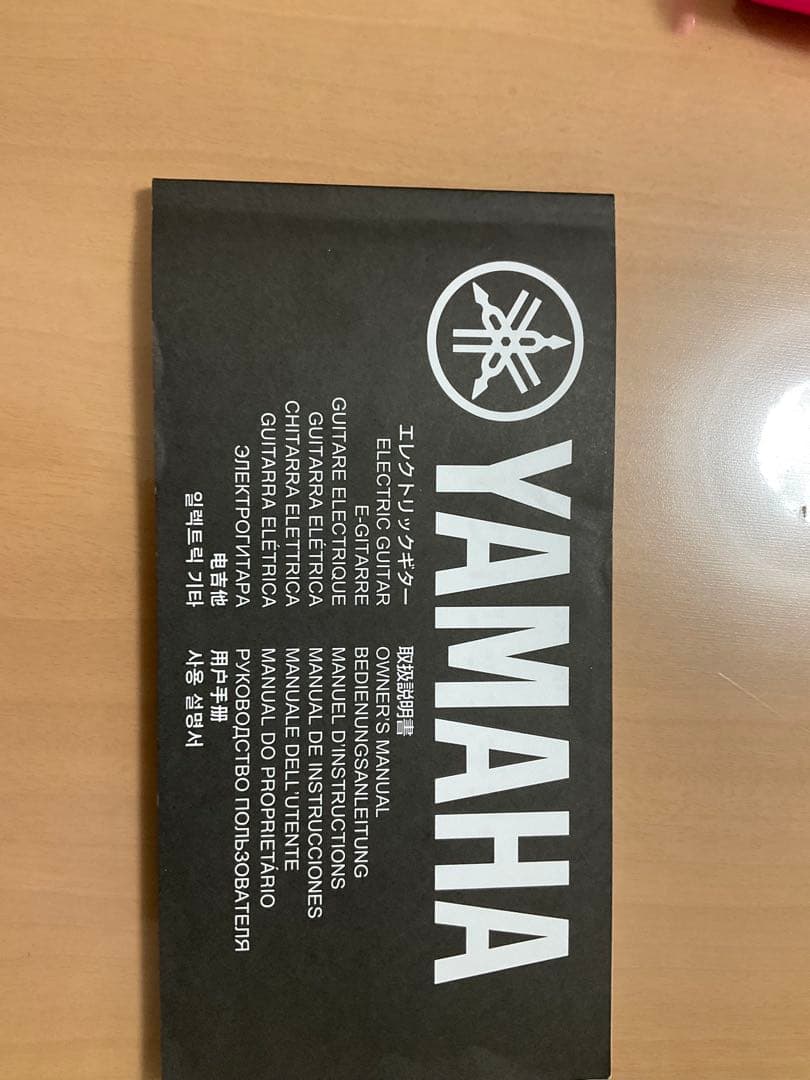 YAMAHA
エレクトリックギター 取扱説明書
ELECTRIC GUITAR OWNER'S MANUAL
E-GITARRE BEDIENUNGSANLEITUNG
GUITARE ELECTRIQUE MANUEL D'INSTRUCTIONS
GUITARRA ELÉTRICA MANUAL DE INSTRUCCIONES
CHITARRA ELETTRICA MANUALE DELL'UTENTE
GUITARRA ELÉTRICA MANUAL DO PROPRIETÁRIO
ЭЛЕКТРОГИТАРА РУКОВОДСТВО ПОЛЬЗОВАТЕЛЯ
电吉他 用户手册
일렉트릭 기타 사용 설명서